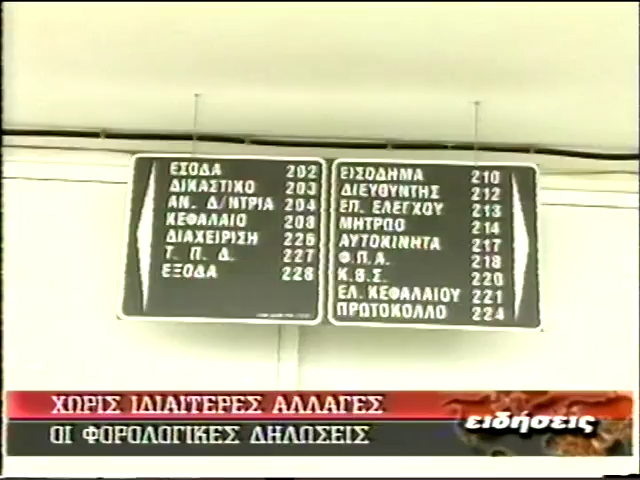 ΕΣΟΔΑ 202
ΔΙΚΑΣΤΙΚΟ 203
ΑΝ. Δ/ΝΤΡΙΑ 204
ΚΕΦΑΛΑΙΟ 208
ΔΙΑΧΕΙΡΙΣΗ 226
Τ. Π. Δ. 227
ΕΞΟΔΑ 228
ΕΙΣΟΔΗΜΑ 210
ΔΙΕΥΘΥΝΤΗΣ 212
ΕΠ. ΕΛΕΓΧΟΥ 213
ΜΗΤΡΩΟ 214
ΑΥΤΟΚΙΝΗΤΑ 217
Φ.Π.Α. 218
Κ.Β.Σ. 220
ΕΛ. ΚΕΦΑΛΑΙΟΥ 221
ΠΡΩΤΟΚΟΛΛΟ 224
ΧΩΡΙΣ ΙΔΙΑΙΤΕΡΕΣ ΑΛΛΑΓΕΣ
ΟΙ ΦΟΡΟΛΟΓΙΚΕΣ ΔΗΛΩΣΕΙΣ
ειδήσεις